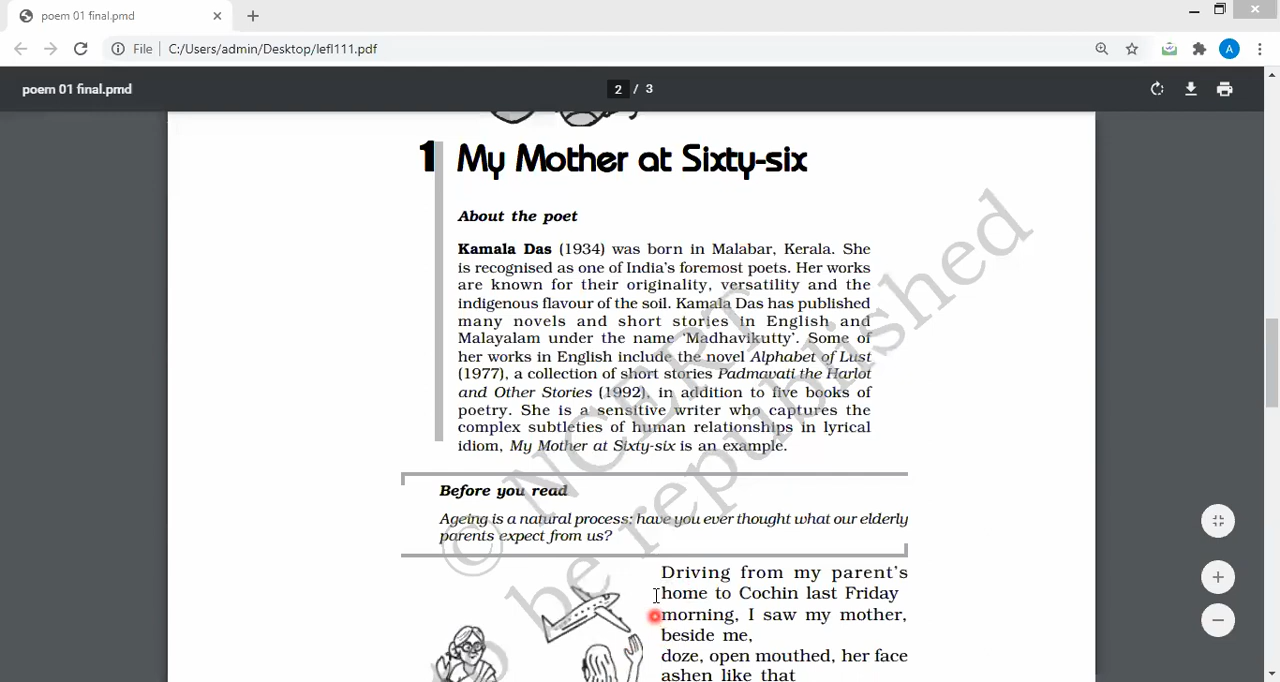 poem 01 final.pmd
File
C:/Users/admin/Desktop/lefl111.pdf
A
poem 01 final.pmd
2 / 3
1 My Mother at Sixty-six
About the poet
Kamala Das (1934) was born in Malabar, Kerala. She
is recognised as one of India's foremost poets. Her works
are known for their originality, versatility and the
indigenous flavour of the soil. Kamala Das has published
many novels and short stories in English and
Malayalam under the name 'Madhavikutty'. Some of
her works in English include the novel Alphabet of Lust
(1977), a collection of short stories Padmavati the Harlot
and Other Stories (1992), in addition to five books of
poetry. She is a sensitive writer who captures the
complex subtleties of human relationships in lyrical
idiom, My Mother at Sixty-six is an example.
Before you read
Ageing is a natural process; have you ever thought what our elderly
parents expect from us?
Driving from my parent's
home to Cochin last Friday
morning, I saw my mother,
beside me,
doze, open mouthed, her face
ashen like that
© NCERT
to be republished